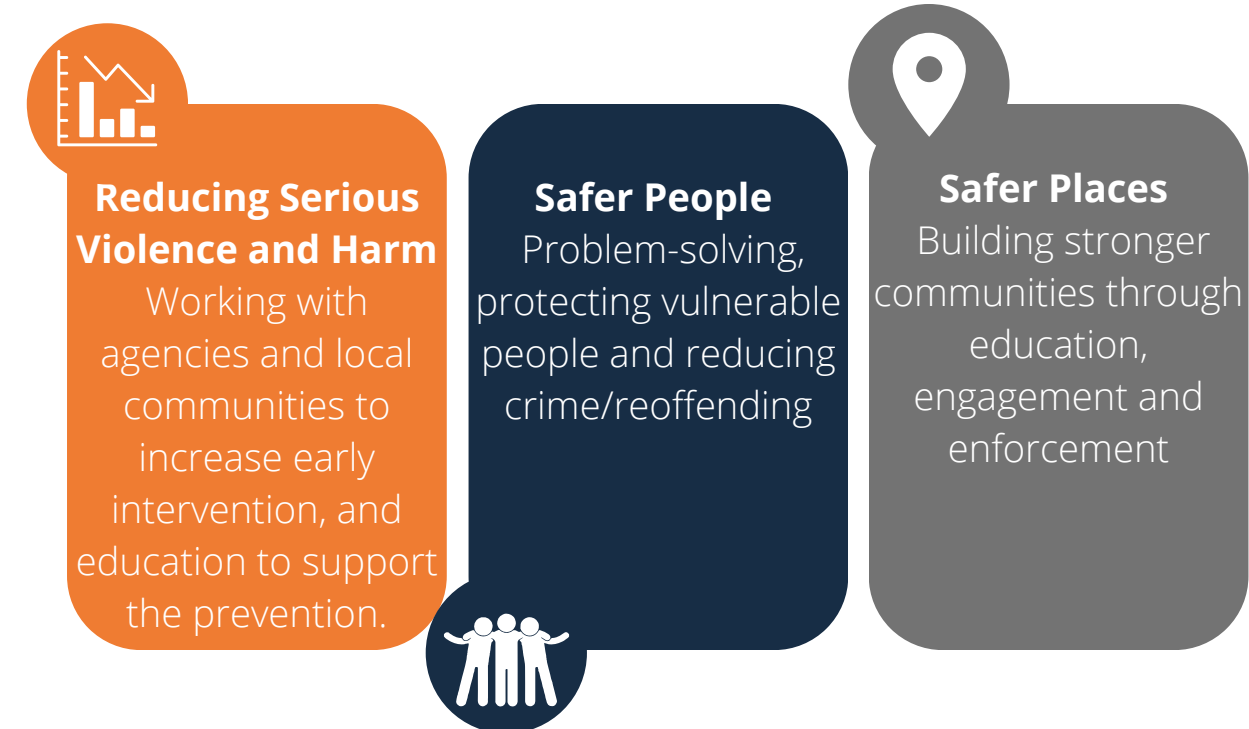 Reducing Serious
Violence and Harm
Working with
agencies and local
communities to
increase early
intervention, and
education to support
the prevention.
Safer People
Problem-solving,
protecting vulnerable
people and reducing
crime/reoffending
Safer Places
Building stronger
communities through
education,
engagement and
enforcement